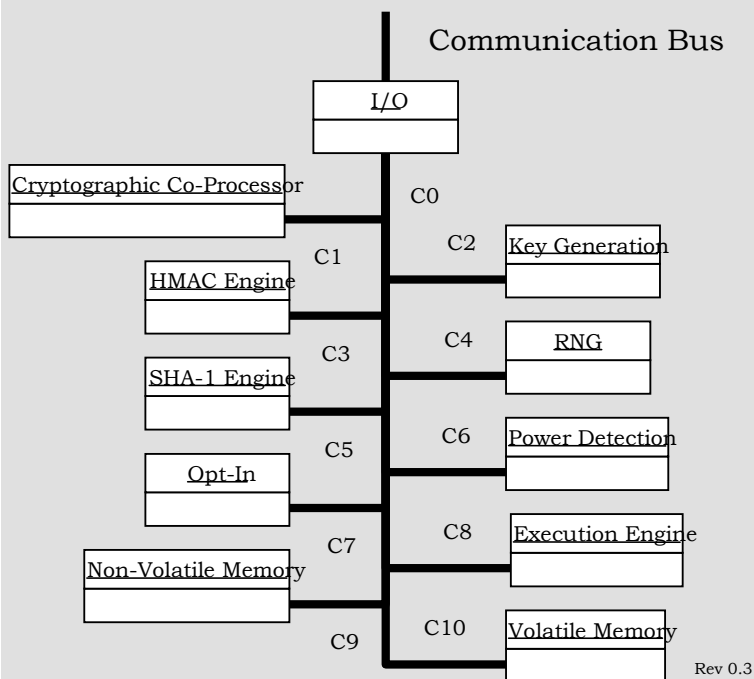 Communication Bus
I/O
Cryptographic Co-Processor
C0
C2
Key Generation
C1
HMAC Engine
C4
RNG
C3
SHA-1 Engine
C6
Power Detection
C5
Opt-In
C8
Execution Engine
C7
Non-Volatile Memory
C10
Volatile Memory
C9
Rev 0.3